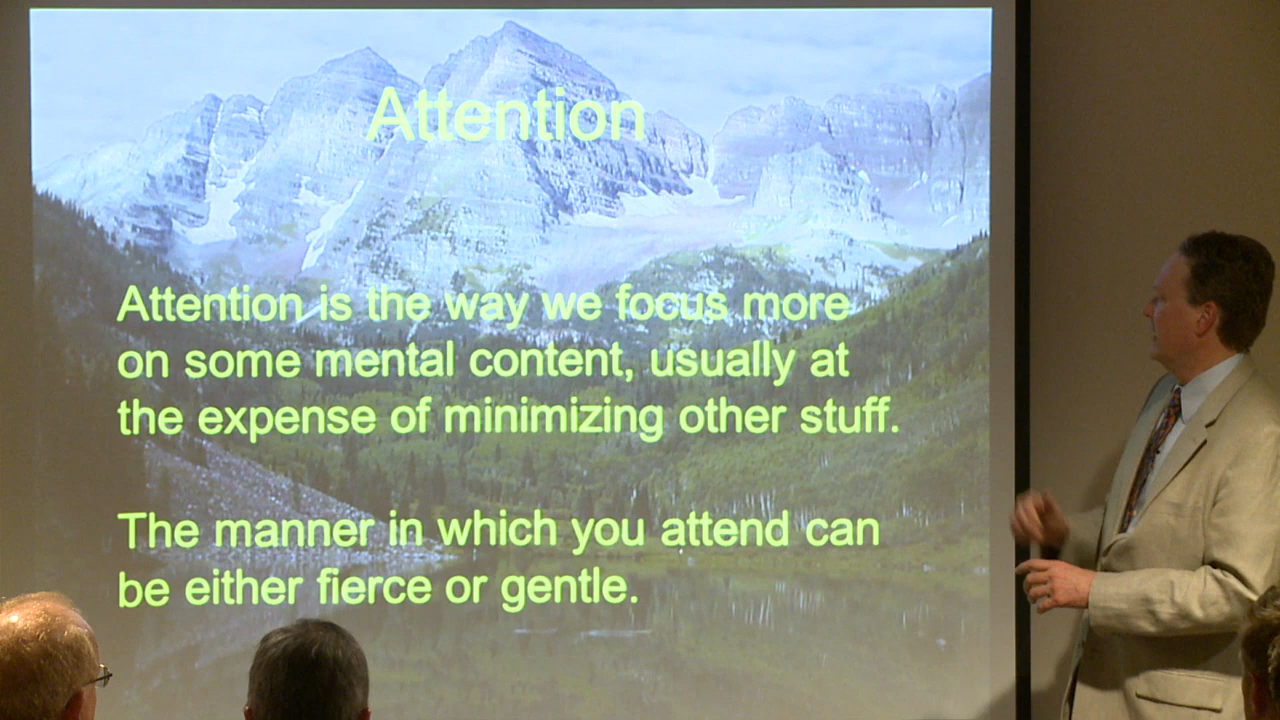 Attention
Attention is the way we focus more
on some mental content, usually at
the expense of minimizing other stuff.
The manner in which you attend can
be either fierce or gentle.